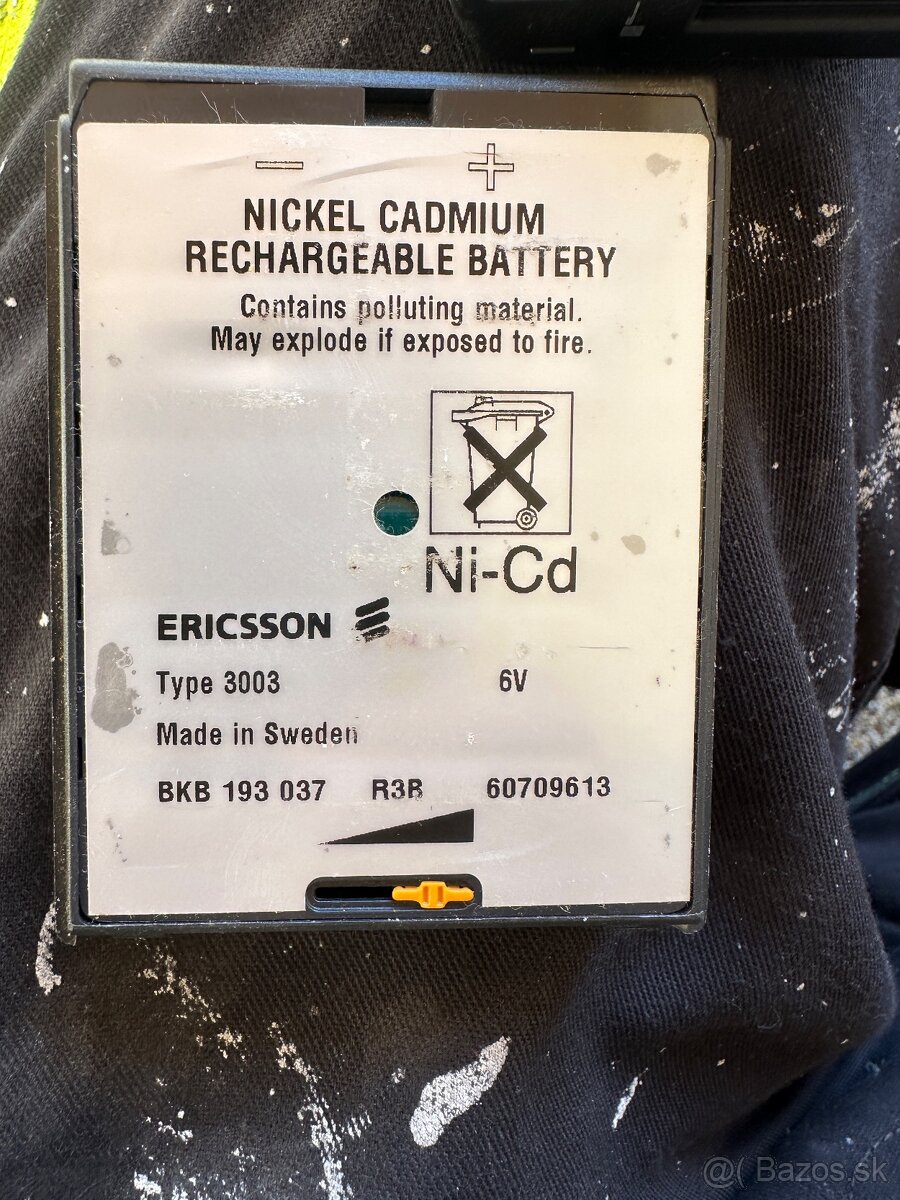 − +
NICKEL CADMIUM
RECHARGEABLE BATTERY
Contains polluting material.
May explode if exposed to fire.
Ni-Cd
ERICSSON
Type 3003 6V
Made in Sweden
BKB 193 037 R3B 60709613
@( Bazos.sk